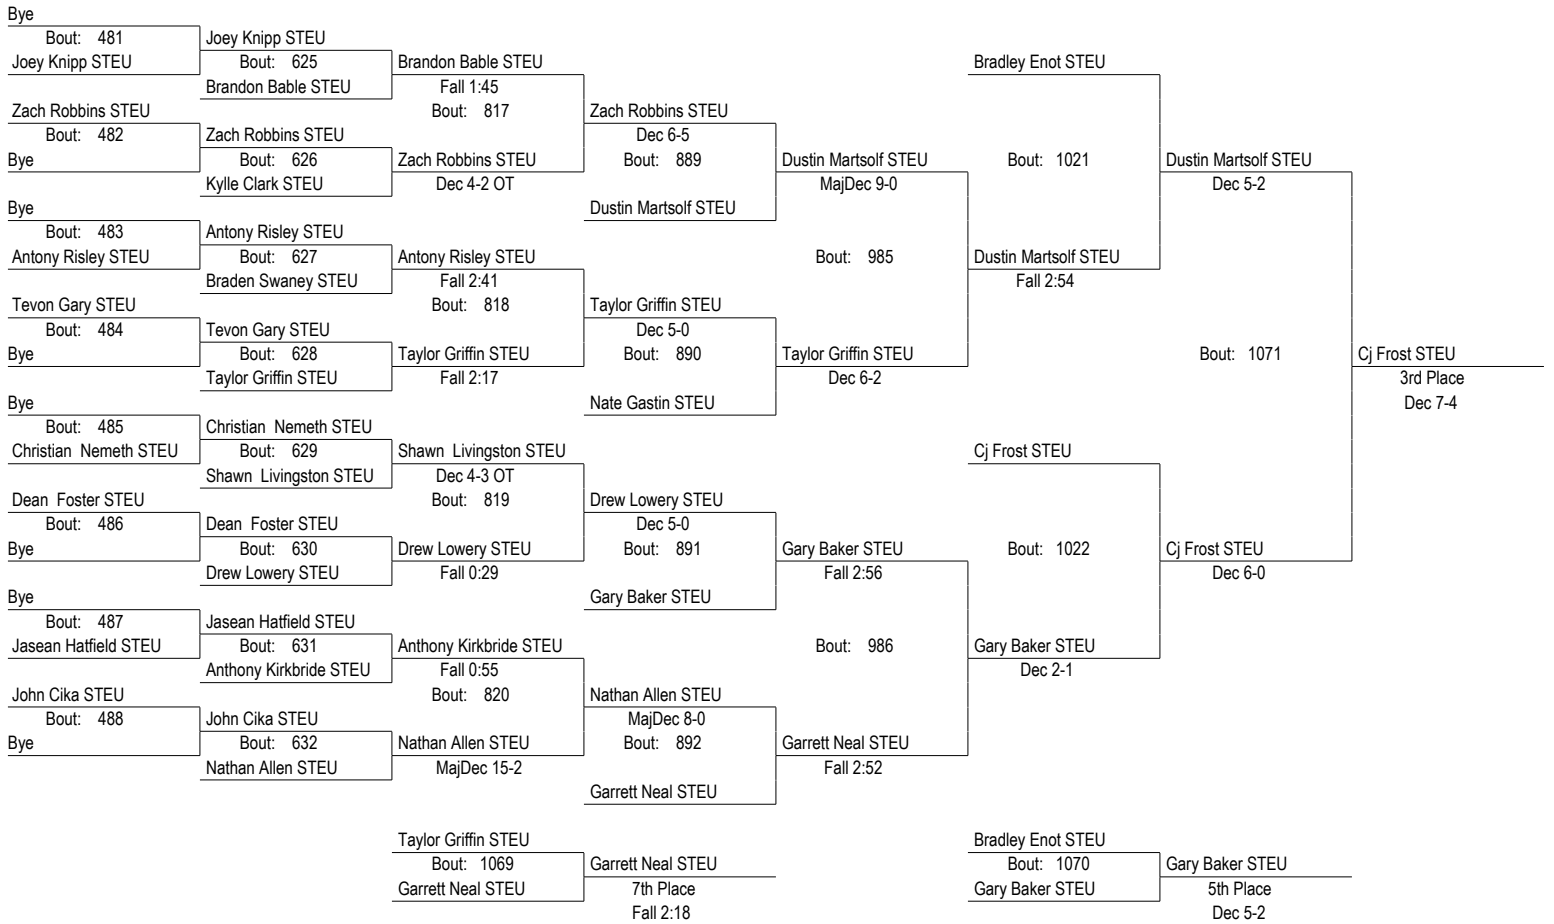 Bye
Bout: 481
Joey Knipp STEU
Joey Knipp STEU
Bout: 625
Brandon Bable STEU
Brandon Bable STEU
Fall 1:45
Bout: 817
Zach Robbins STEU
Bout: 482
Bye
Zach Robbins STEU
Bout: 626
Kylle Clark STEU
Zach Robbins STEU
Dec 4-2 OT
Zach Robbins STEU
Dec 6-5
Bout: 889
Dustin Martsolf STEU
Dustin Martsolf STEU
MajDec 9-0
Bye
Bout: 483
Antony Risley STEU
Antony Risley STEU
Bout: 627
Braden Swaney STEU
Antony Risley STEU
Fall 2:41
Bout: 818
Tevon Gary STEU
Bout: 484
Bye
Tevon Gary STEU
Bout: 628
Taylor Griffin STEU
Taylor Griffin STEU
Fall 2:17
Taylor Griffin STEU
Dec 5-0
Bout: 890
Nate Gastin STEU
Taylor Griffin STEU
Dec 6-2
Bout: 985
Bradley Enot STEU
Bout: 1021
Dustin Martsolf STEU
Fall 2:54
Dustin Martsolf STEU
Dec 5-2
Bye
Bout: 485
Christian Nemeth STEU
Christian Nemeth STEU
Bout: 629
Shawn Livingston STEU
Shawn Livingston STEU
Dec 4-3 OT
Bout: 819
Dean Foster STEU
Bout: 486
Bye
Dean Foster STEU
Bout: 630
Drew Lowery STEU
Drew Lowery STEU
Fall 0:29
Drew Lowery STEU
Dec 5-0
Bout: 891
Gary Baker STEU
Gary Baker STEU
Fall 2:56
Bye
Bout: 487
Jasean Hatfield STEU
Jasean Hatfield STEU
Bout: 631
Anthony Kirkbride STEU
Anthony Kirkbride STEU
Fall 0:55
Bout: 820
John Cika STEU
Bout: 488
Bye
John Cika STEU
Bout: 632
Nathan Allen STEU
Nathan Allen STEU
MajDec 15-2
Nathan Allen STEU
MajDec 8-0
Bout: 892
Garrett Neal STEU
Garrett Neal STEU
Fall 2:52
Bout: 986
Cj Frost STEU
Bout: 1022
Gary Baker STEU
Dec 2-1
Cj Frost STEU
Dec 6-0
Bout: 1071
Cj Frost STEU
3rd Place
Dec 7-4
Taylor Griffin STEU
Bout: 1069
Garrett Neal STEU
Garrett Neal STEU
7th Place
Fall 2:18
Bradley Enot STEU
Bout: 1070
Gary Baker STEU
Gary Baker STEU
5th Place
Dec 5-2